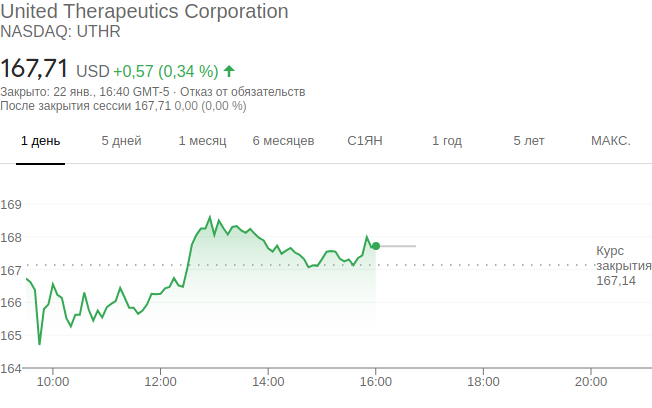 United Therapeutics Corporation
NASDAQ: UTHR
167,71 USD +0,57 (0,34 %)
Закрыто: 22 янв., 16:40 GMT-5 · Отказ от обязательств
После закрытия сессии 167,71 0,00 (0,00 %)
1 день 5 дней 1 месяц 6 месяцев С1ЯН 1 год 5 лет МАКС.
169
168
Курс
закрытия
167,14
167
166
165
164
10:00 12:00 14:00 16:00 18:00 20:00